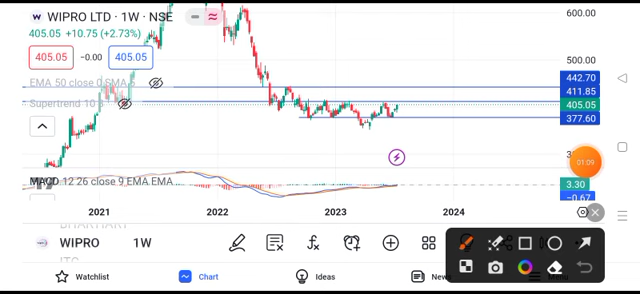 WIPRO LTD · 1W · NSE
600.00
405.05 +10.75 (+2.73%)
405.05 −0.00 405.05
500.00
EMA 50 close 0 SMA 5
442.70
411.85
Supertrend 10 3
405.05
377.60
01:09
MACD 12 26 close 9 EMA EMA
3.30
−0.67
2021 2022 2023 2024
WIPRO 1W
ITC
Watchlist Chart Ideas News